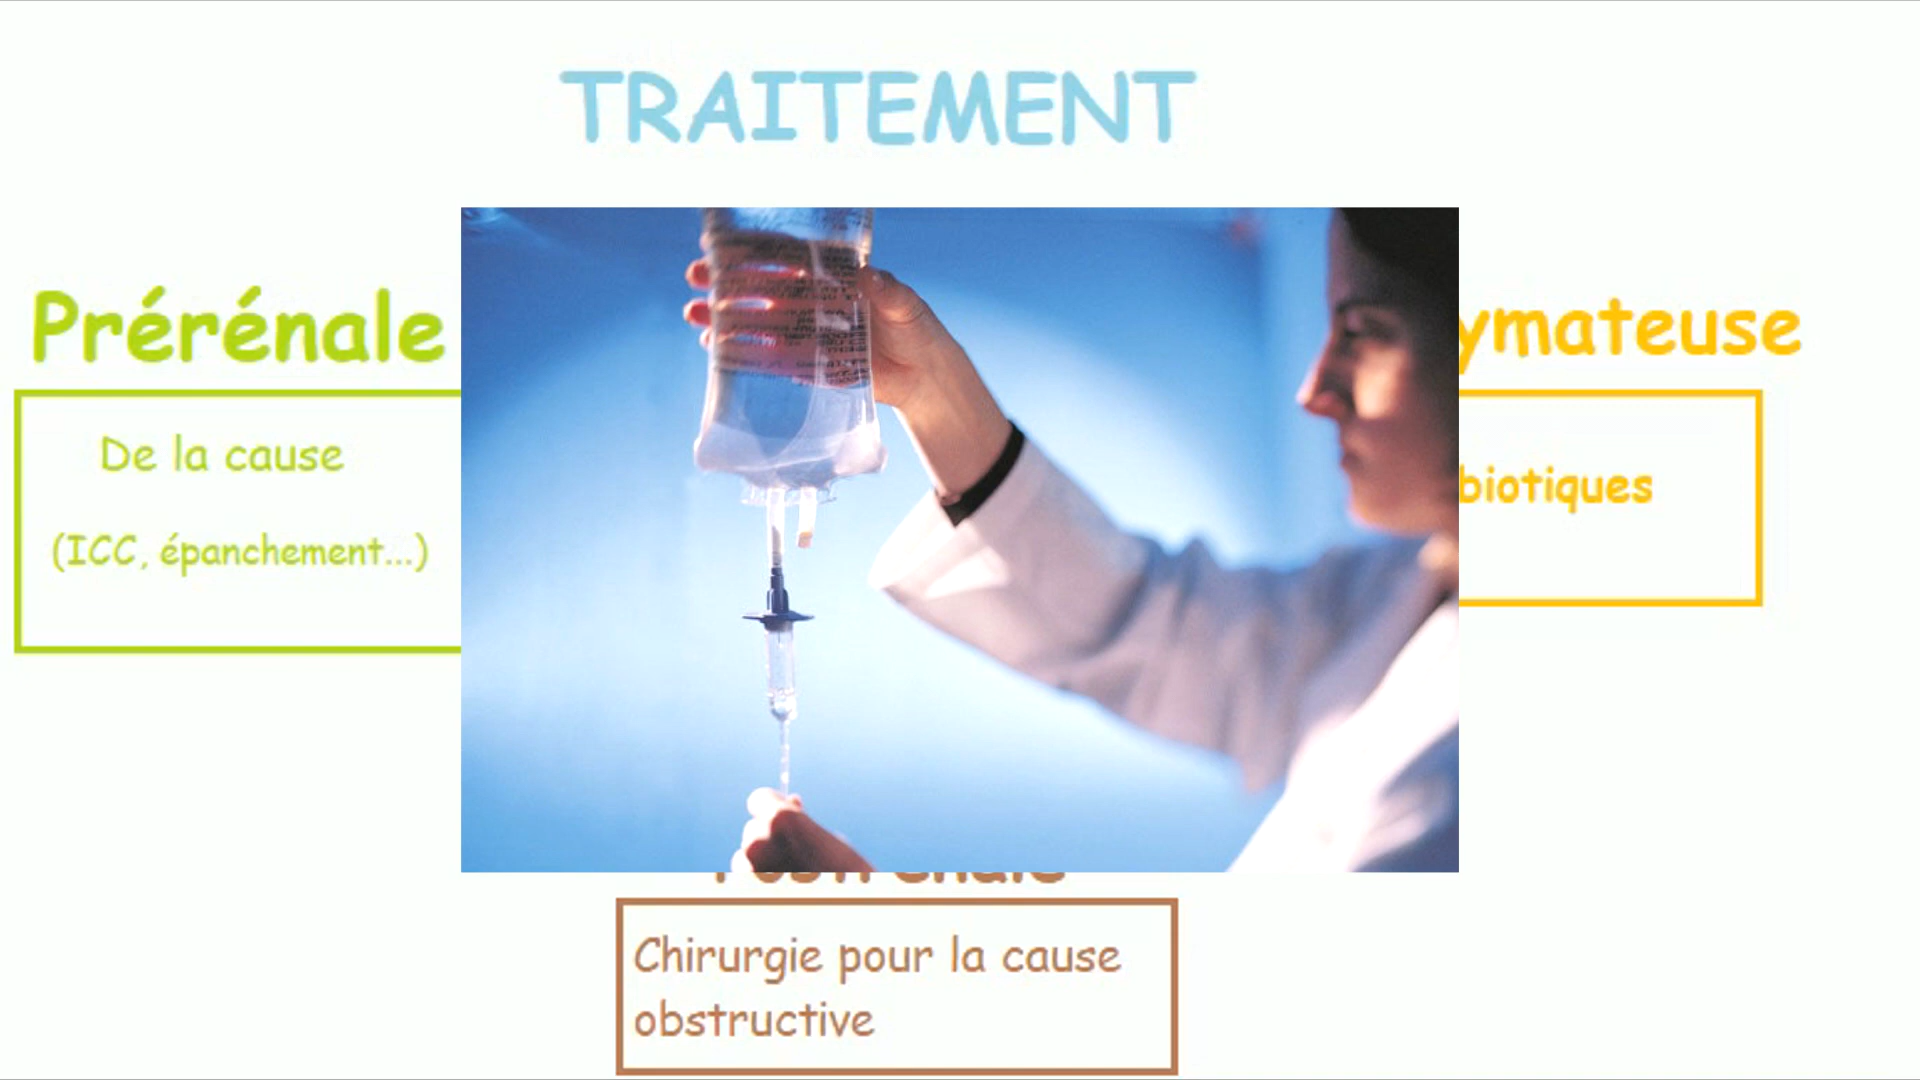 TRAITEMENT
Prérénale
ymateuse
De la cause
(ICC, épanchement...)
biotiques
Chirurgie pour la cause
obstructive